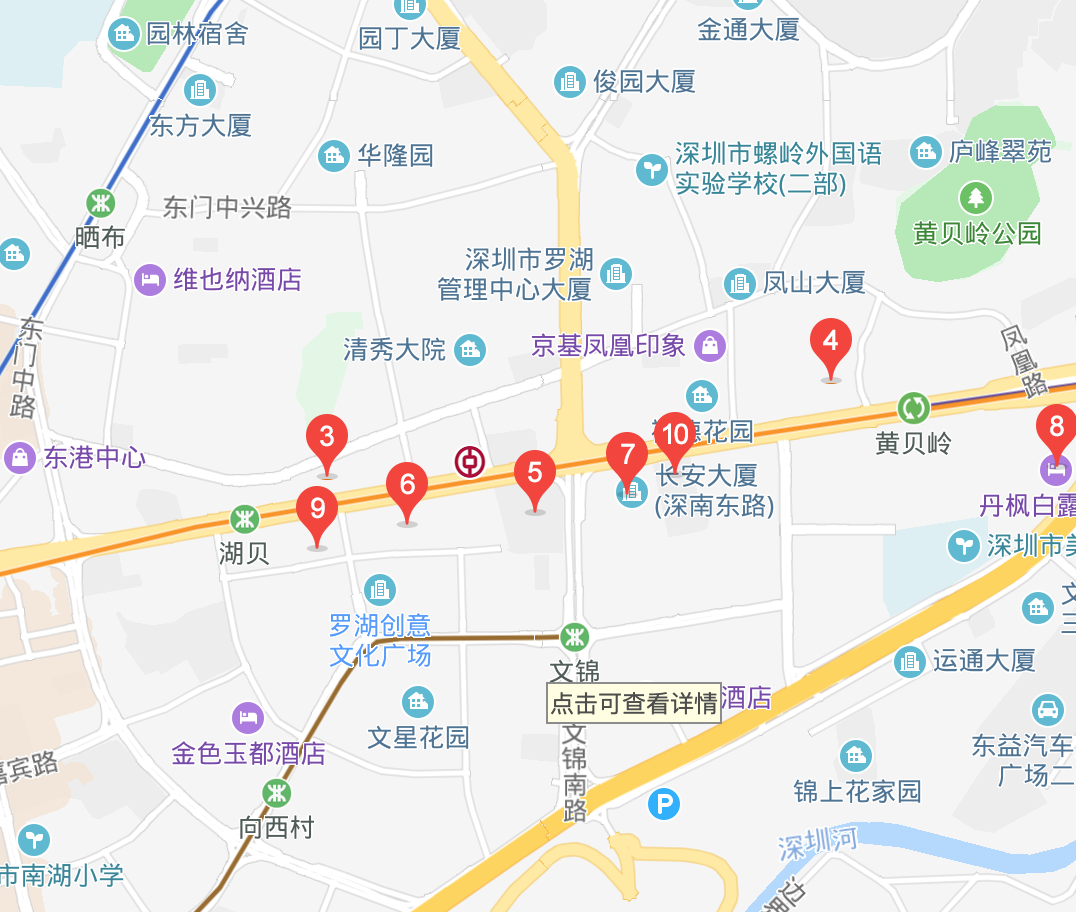 园林宿舍
园丁大厦
金通大厦
俊园大厦
东方大厦
华隆园
深圳市螺岭外国语
实验学校(二部)
庐峰翠苑
东门中兴路
晒布
黄贝岭公园
维也纳酒店
深圳市罗湖
管理中心大厦
凤山大厦
东门中路
清秀大院
京基凤凰印象
4
凤凰路
3
东港中心
德花园
10
黄贝岭
8
6
5
7
长安大厦
(深南东路)
9
丹枫白露
湖贝
深圳市美
罗湖创意
文化广场
文锦
运通大厦
点击可查看详情
酒店
文星花园
金色玉都酒店
文锦南路
东益汽车
广场二
嘉宾路
锦上花家园
P
向西村
深圳河
市南湖小学
边